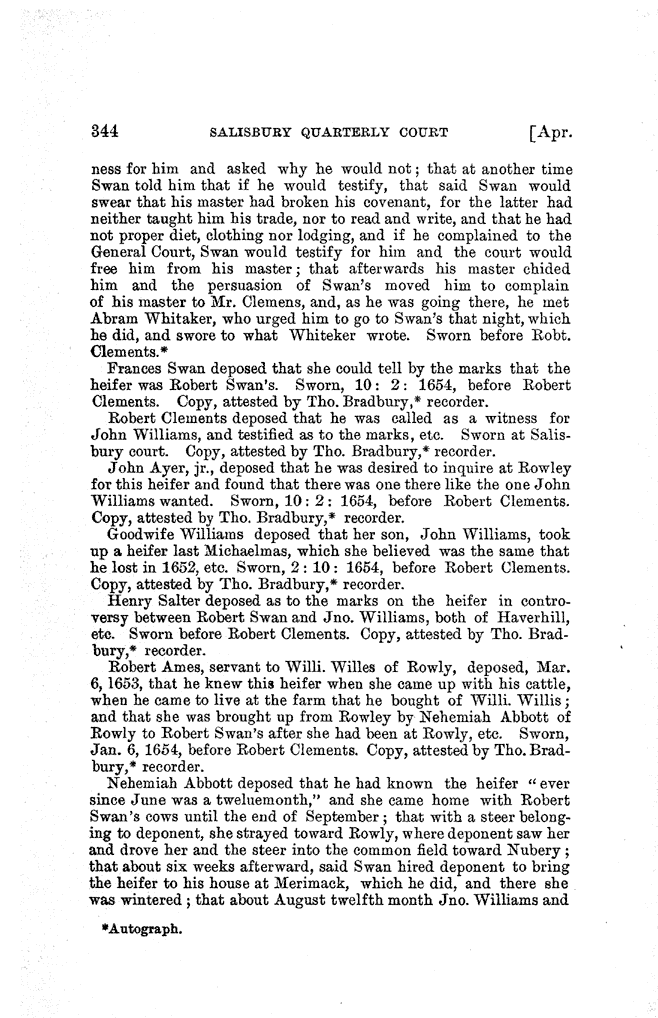 344 SALISBURY QUARTERLY COURT [Apr.
ness for him and asked why he would not; that at another time
Swan told him that if he would testify, that said Swan would
swear that his master had broken his covenant, for the latter had
neither taught him his trade, nor to read and write, and that he had
not proper diet, clothing nor lodging, and if he complained to the
General Court, Swan would testify for him and the court would
free him from his master; that afterwards his master chided
him and the persuasion of Swan's moved him to complain
of his master to Mr. Clemens, and, as he was going there, he met
Abram Whitaker, who urged him to go to Swan's that night, which
he did, and swore to what Whiteker wrote. Sworn before Robt.
Clements.*
Frances Swan deposed that she could tell by the marks that the
heifer was Robert Swan's. Sworn, 10: 2: 1654, before Robert
Clements. Copy, attested by Tho. Bradbury,* recorder.
Robert Clements deposed that he was called as a witness for
John Williams, and testified as to the marks, etc. Sworn at Salis-
bury court. Copy, attested by Tho. Bradbury,* recorder.
John Ayer, jr., deposed that he was desired to inquire at Rowley
for this heifer and found that there was one there like the one John
Williams wanted. Sworn, 10: 2: 1654, before Robert Clements.
Copy, attested by Tho. Bradbury,* recorder.
Goodwife Williams deposed that her son, John Williams, took
up a heifer last Michaelmas, which she believed was the same that
he lost in 1652, etc. Sworn, 2: 10: 1654, before Robert Clements.
Copy, attested by Tho. Bradbury,* recorder.
Henry Salter deposed as to the marks on the heifer in contro-
versy between Robert Swan and Jno. Williams, both of Haverhill,
etc. Sworn before Robert Clements. Copy, attested by Tho. Brad-
bury,* recorder.
Robert Ames, servant to Willi. Willes of Rowly, deposed, Mar.
6, 1653, that he knew this heifer when she came up with his cattle,
when he came to live at the farm that he bought of Willi. Willis;
and that she was brought up from Rowley by Nehemiah Abbott of
Rowly to Robert Swan's after she had been at Rowly, etc. Sworn,
Jan. 6, 1654, before Robert Clements. Copy, attested by Tho. Brad-
bury,* recorder.
Nehemiah Abbott deposed that he had known the heifer "ever
since June was a tweluemonth," and she came home with Robert
Swan's cows until the end of September; that with a steer belong-
ing to deponent, she strayed toward Rowly, where deponent saw her
and drove her and the steer into the common field toward Nubery;
that about six weeks afterward, said Swan hired deponent to bring
the heifer to his house at Merimack, which he did, and there she
was wintered; that about August twelfth month Jno. Williams and
*Autograph.